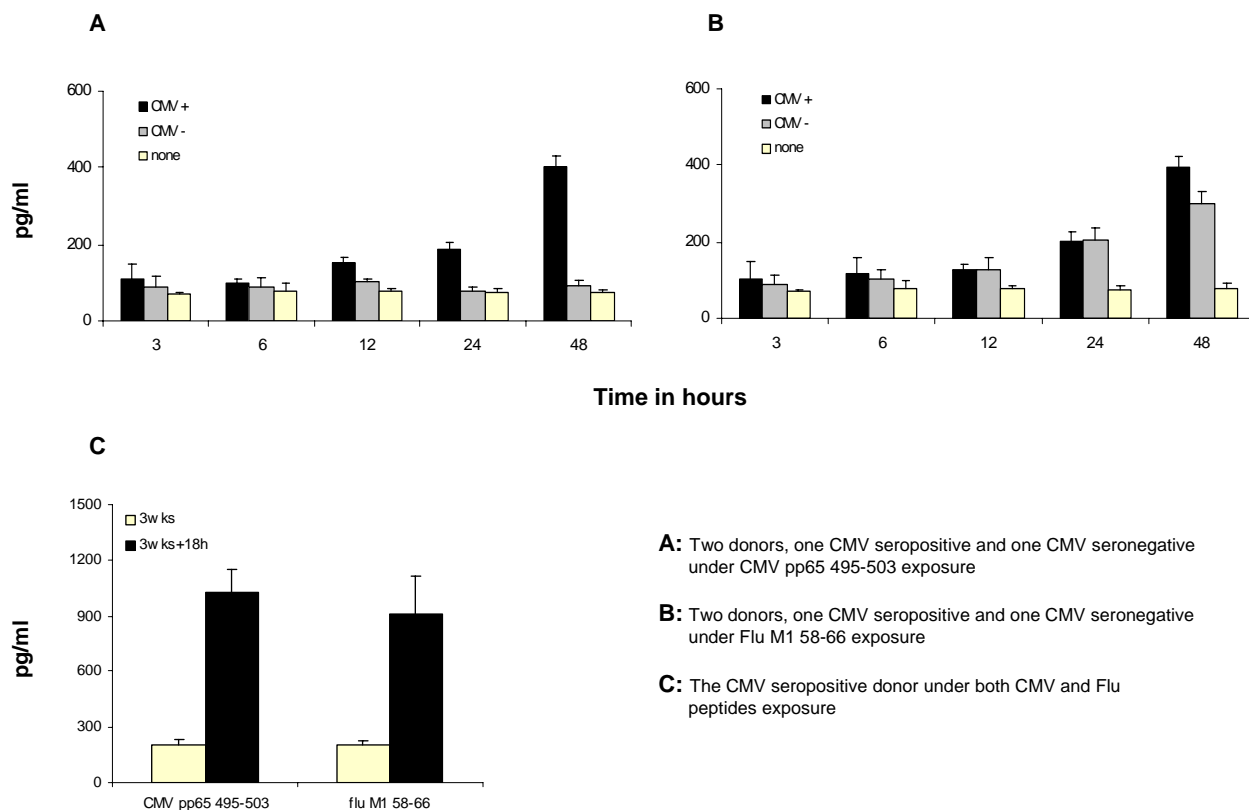 A
600
400
200
0
pg/ml
CMV +
CMV -
none
3 6 12 24 48
B
600
400
200
0
CMV +
CMV -
none
3 6 12 24 48
Time in hours
C
1500
1200
900
600
300
0
pg/ml
3w ks
3w ks+18h
CMV pp65 495-503 flu M1 58-66
A: Two donors, one CMV seropositive and one CMV seronegative
under CMV pp65 495-503 exposure
B: Two donors, one CMV seropositive and one CMV seronegative
under Flu M1 58-66 exposure
C: The CMV seropositive donor under both CMV and Flu
peptides exposure